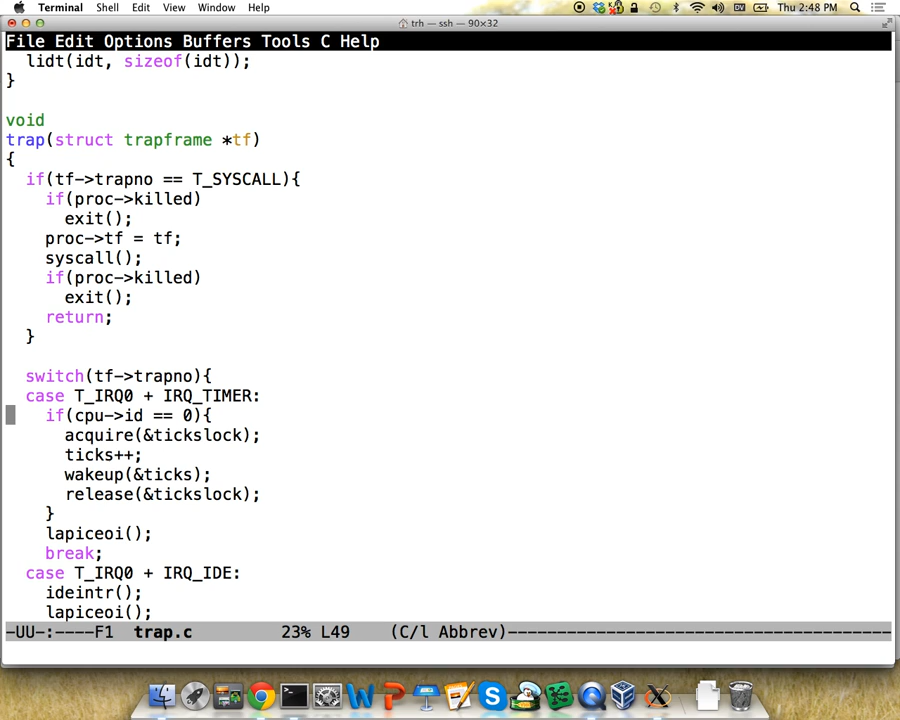 Terminal Shell Edit View Window Help Thu 2:48 PM
trh — ssh — 90×32
File Edit Options Buffers Tools C Help
  lidt(idt, sizeof(idt));
}
void
trap(struct trapframe *tf)
{
  if(tf->trapno == T_SYSCALL){
    if(proc->killed)
      exit();
    proc->tf = tf;
    syscall();
    if(proc->killed)
      exit();
    return;
  }
  switch(tf->trapno){
  case T_IRQ0 + IRQ_TIMER:
    if(cpu->id == 0){
      acquire(&tickslock);
      ticks++;
      wakeup(&ticks);
      release(&tickslock);
    }
    lapiceoi();
    break;
  case T_IRQ0 + IRQ_IDE:
    ideintr();
    lapiceoi();
-UU-:----F1  trap.c         23% L49    (C/l Abbrev)---------------------------------------